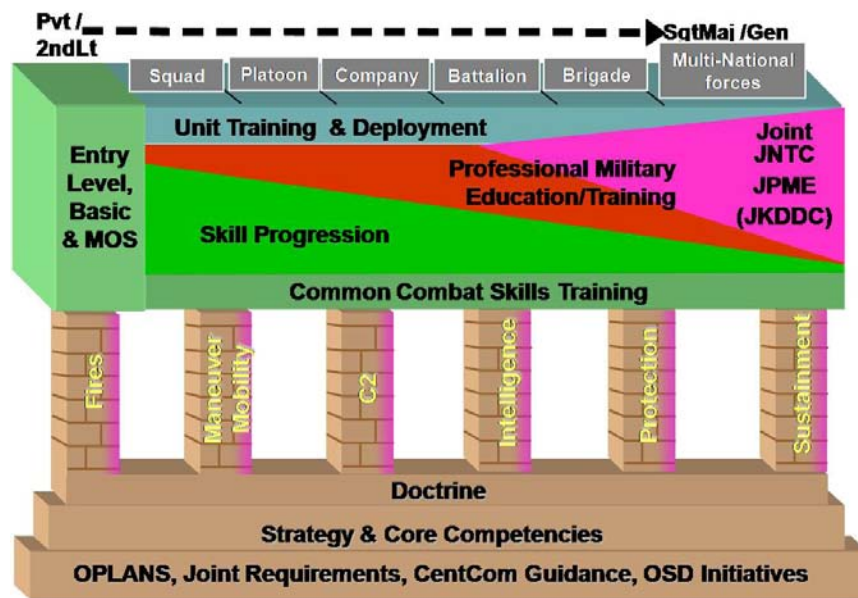 Pvt /
2ndLt
SgtMaj /Gen
Squad
Platoon
Company
Battalion
Brigade
Multi-National
forces
Unit Training & Deployment
Entry
Level,
Basic
& MOS
Professional Military
Education/Training
Joint
JNTC
JPME
(JKDDC)
Skill Progression
Common Combat Skills Training
Fires
Maneuver
Mobility
C2
Intelligence
Protection
Sustainment
Doctrine
Strategy & Core Competencies
OPLANS, Joint Requirements, CentCom Guidance, OSD Initiatives